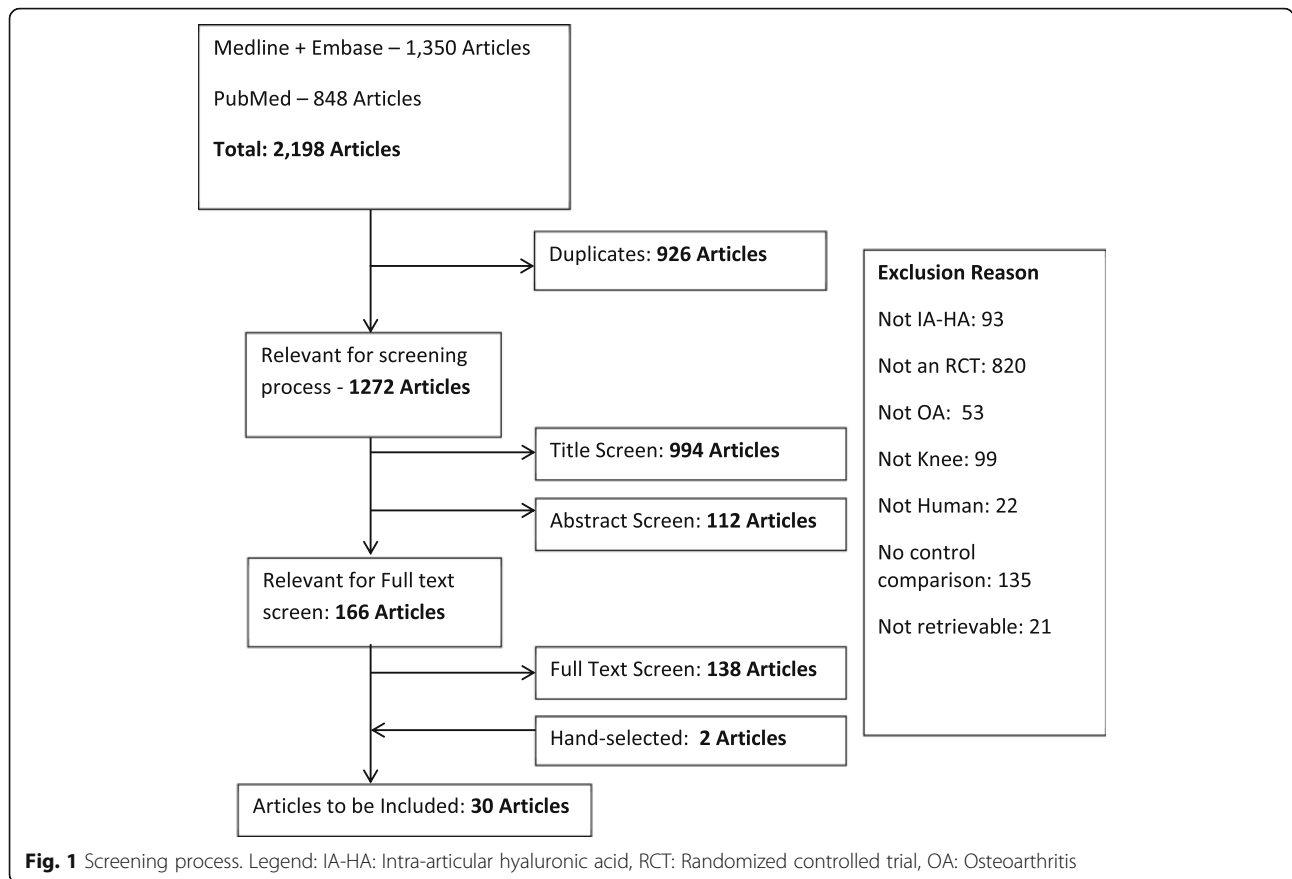 Medline + Embase – 1,350 Articles
PubMed – 848 Articles
Total: 2,198 Articles
Duplicates: 926 Articles
Relevant for screening
process - 1272 Articles
Title Screen: 994 Articles
Abstract Screen: 112 Articles
Relevant for Full text
screen: 166 Articles
Full Text Screen: 138 Articles
Hand-selected:  2 Articles
Articles to be Included: 30 Articles
Exclusion Reason
Not IA-HA: 93
Not an RCT: 820
Not OA:  53
Not Knee: 99
Not Human: 22
No control
comparison: 135
Not retrievable: 21
Fig. 1 Screening process. Legend: IA-HA: Intra-articular hyaluronic acid, RCT: Randomized controlled trial, OA: Osteoarthritis